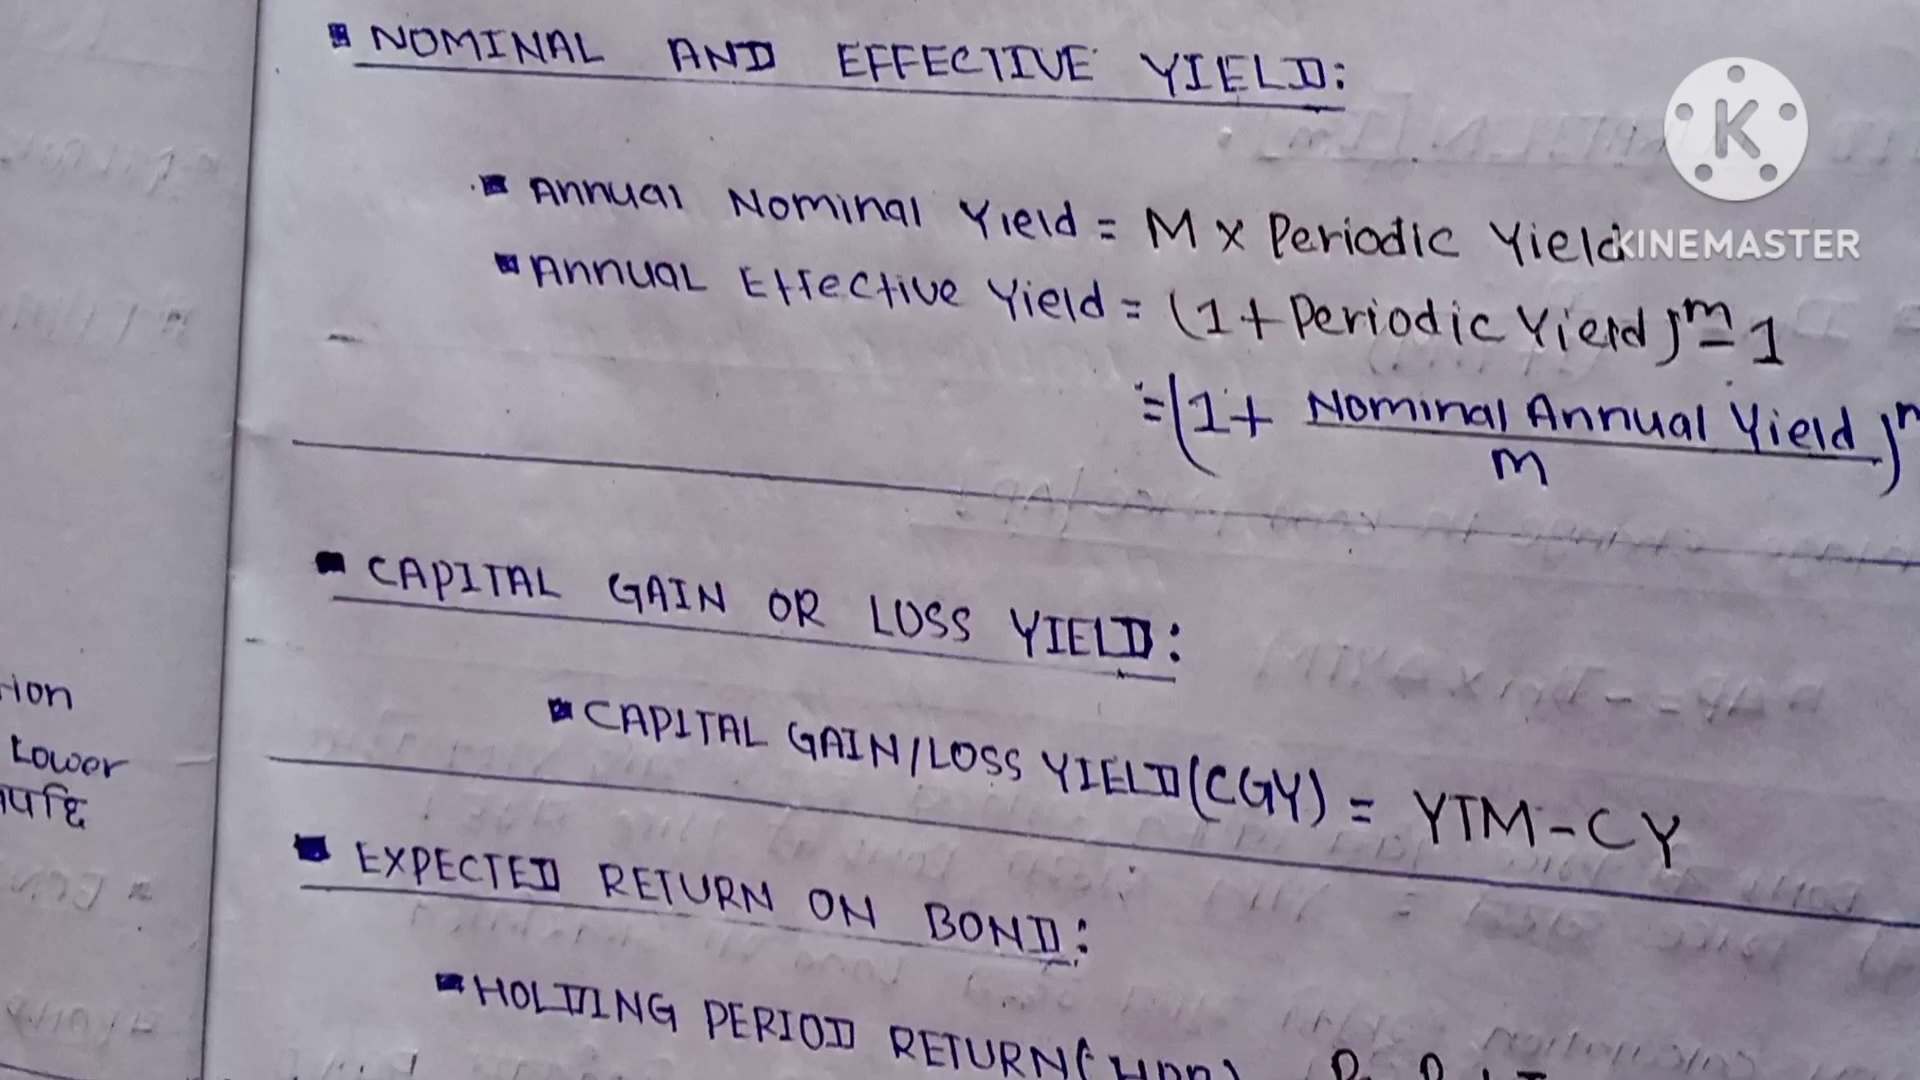 NOMINAL AND EFFECTIVE YIELD:
Annual Nominal Yield = M x Periodic Yield
KINEMASTER
Annual Effective Yield = (1 + Periodic Yield)^m - 1
= (1 + Nominal Annual Yield / m)
CAPITAL GAIN OR LOSS YIELD:
CAPITAL GAIN/LOSS YIELD (CGY) = YTM - CY
EXPECTED RETURN ON BOND:
HOLDING PERIOD RETURN (HPR)
Lower